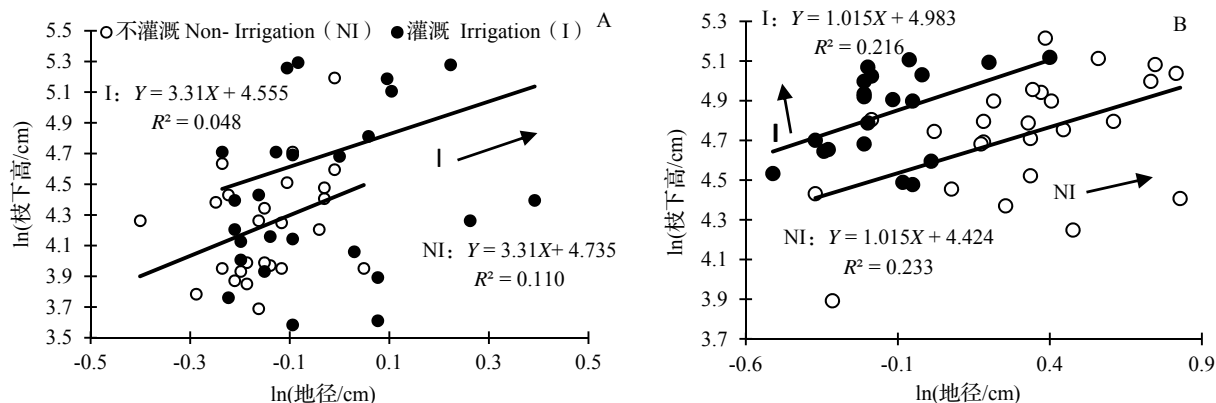 ○不灌溉 Non- Irrigation（NI） ●灌溉 Irrigation（I）
A
I：Y = 3.31X + 4.555
R² = 0.048
I
NI：Y = 3.31X+ 4.735
R² = 0.110
5.5
5.3
5.1
4.9
4.7
4.5
4.3
4.1
3.9
3.7
3.5
-0.5
-0.3
-0.1
0.1
0.3
0.5
ln(枝下高/cm)
ln(地径/cm)
I：Y = 1.015X + 4.983
R² = 0.216
B
I
NI
NI：Y = 1.015X + 4.424
R² = 0.233
5.3
5.1
4.9
4.7
4.5
4.3
4.1
3.9
3.7
-0.6
-0.1
0.4
0.9
ln(枝下高/cm)
ln(地径/cm)